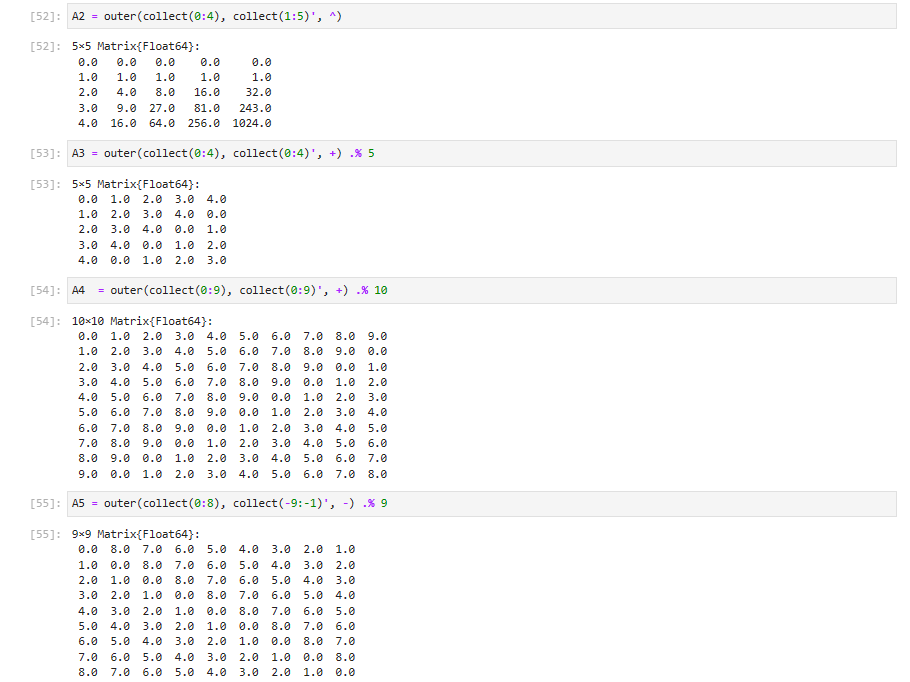 [52]: A2 = outer(collect(0:4), collect(1:5)', ^)
[52]: 5×5 Matrix{Float64}:
0.0 0.0 0.0 0.0 0.0
1.0 1.0 1.0 1.0 1.0
2.0 4.0 8.0 16.0 32.0
3.0 9.0 27.0 81.0 243.0
4.0 16.0 64.0 256.0 1024.0
[53]: A3 = outer(collect(0:4), collect(0:4)', +) .% 5
[53]: 5×5 Matrix{Float64}:
0.0 1.0 2.0 3.0 4.0
1.0 2.0 3.0 4.0 0.0
2.0 3.0 4.0 0.0 1.0
3.0 4.0 0.0 1.0 2.0
4.0 0.0 1.0 2.0 3.0
[54]: A4  = outer(collect(0:9), collect(0:9)', +) .% 10
[54]: 10×10 Matrix{Float64}:
0.0 1.0 2.0 3.0 4.0 5.0 6.0 7.0 8.0 9.0
1.0 2.0 3.0 4.0 5.0 6.0 7.0 8.0 9.0 0.0
2.0 3.0 4.0 5.0 6.0 7.0 8.0 9.0 0.0 1.0
3.0 4.0 5.0 6.0 7.0 8.0 9.0 0.0 1.0 2.0
4.0 5.0 6.0 7.0 8.0 9.0 0.0 1.0 2.0 3.0
5.0 6.0 7.0 8.0 9.0 0.0 1.0 2.0 3.0 4.0
6.0 7.0 8.0 9.0 0.0 1.0 2.0 3.0 4.0 5.0
7.0 8.0 9.0 0.0 1.0 2.0 3.0 4.0 5.0 6.0
8.0 9.0 0.0 1.0 2.0 3.0 4.0 5.0 6.0 7.0
9.0 0.0 1.0 2.0 3.0 4.0 5.0 6.0 7.0 8.0
[55]: A5 = outer(collect(0:8), collect(-9:-1)', -) .% 9
[55]: 9×9 Matrix{Float64}:
0.0 8.0 7.0 6.0 5.0 4.0 3.0 2.0 1.0
1.0 0.0 8.0 7.0 6.0 5.0 4.0 3.0 2.0
2.0 1.0 0.0 8.0 7.0 6.0 5.0 4.0 3.0
3.0 2.0 1.0 0.0 8.0 7.0 6.0 5.0 4.0
4.0 3.0 2.0 1.0 0.0 8.0 7.0 6.0 5.0
5.0 4.0 3.0 2.0 1.0 0.0 8.0 7.0 6.0
6.0 5.0 4.0 3.0 2.0 1.0 0.0 8.0 7.0
7.0 6.0 5.0 4.0 3.0 2.0 1.0 0.0 8.0
8.0 7.0 6.0 5.0 4.0 3.0 2.0 1.0 0.0